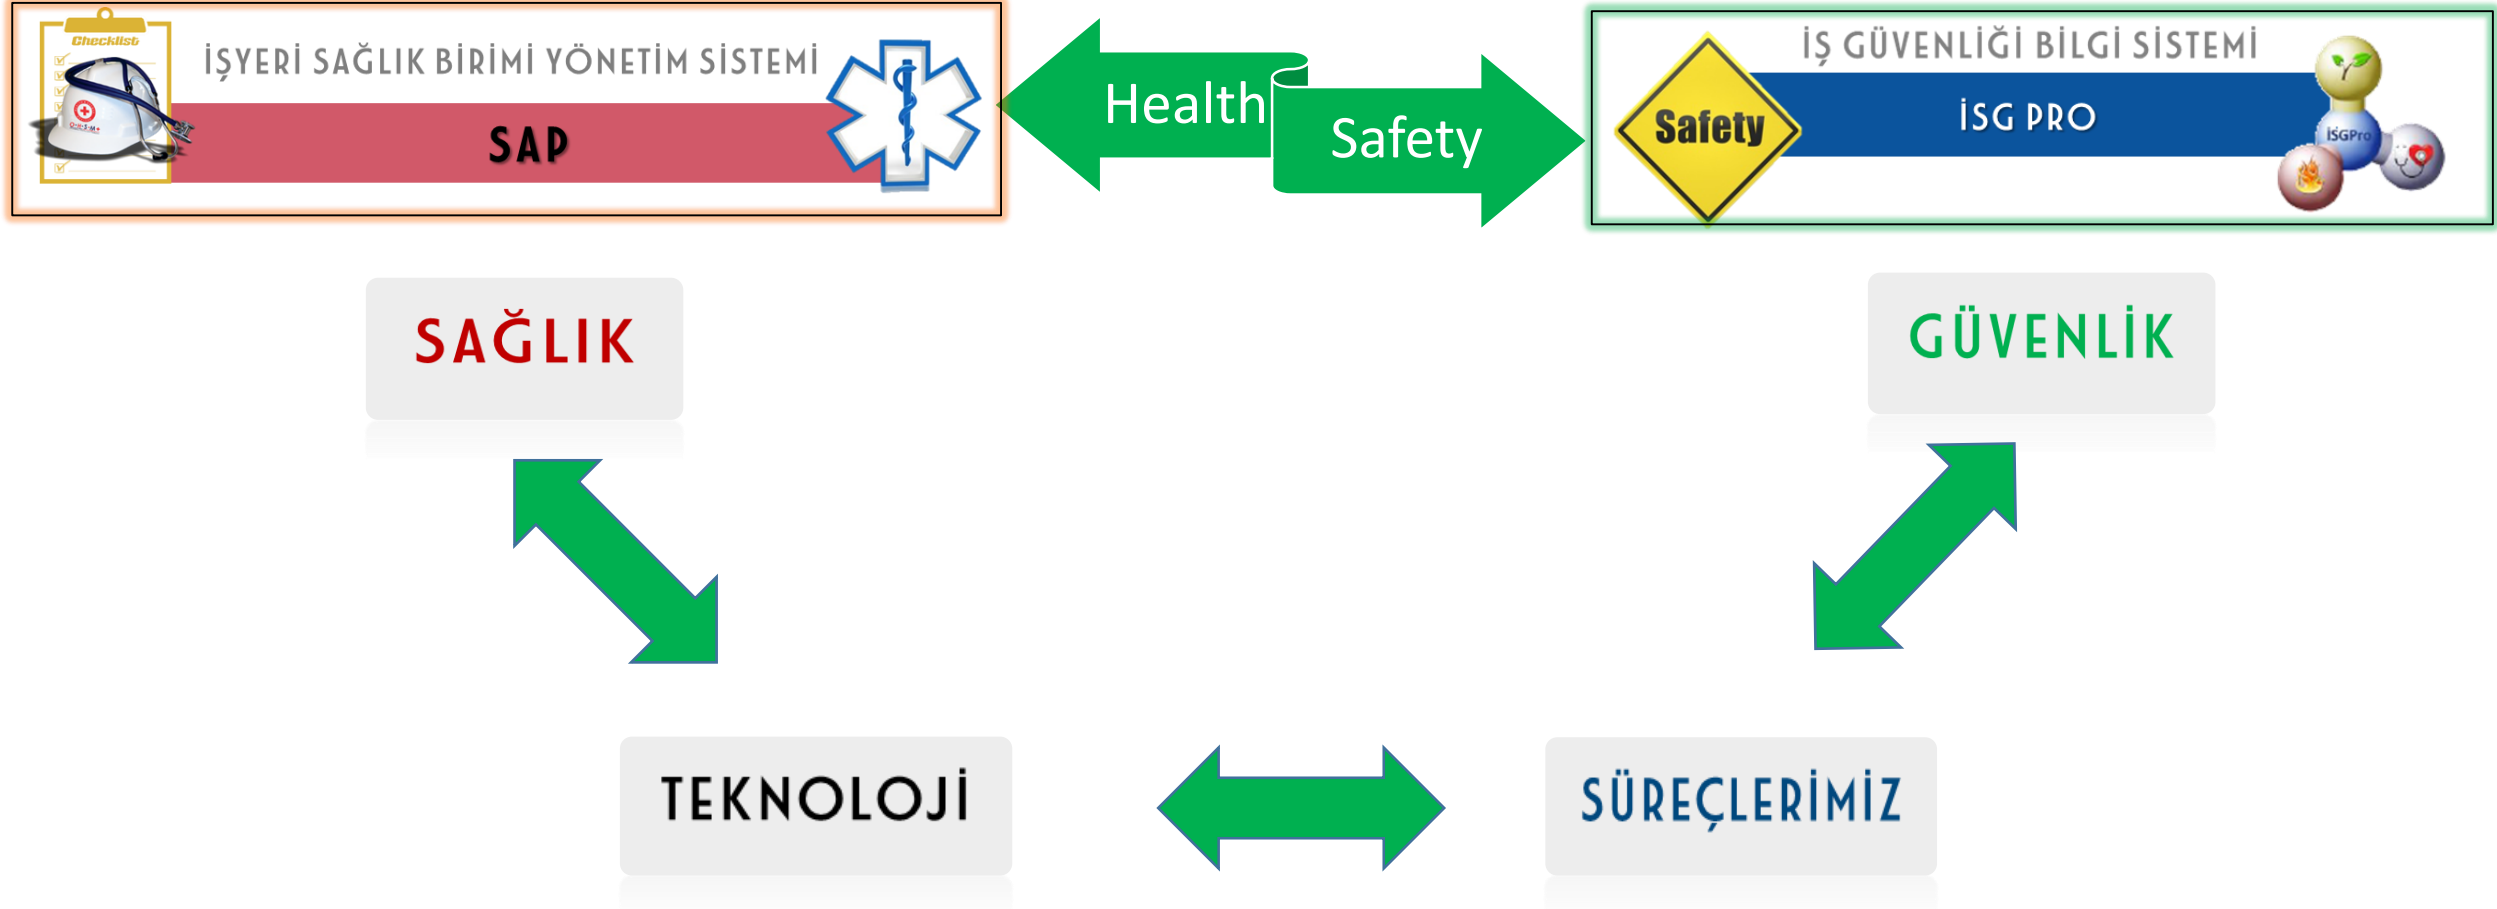 Checklist
İŞYERİ SAĞLIK BİRİMİ YÖNETİM SİSTEMİ
SAP
Health
Safety
İŞ GÜVENLİĞİ BİLGİ SİSTEMİ
Safety
İSG PRO
İSGPro
SAĞLIK
GÜVENLİK
TEKNOLOJİ
SÜREÇLERİMİZ